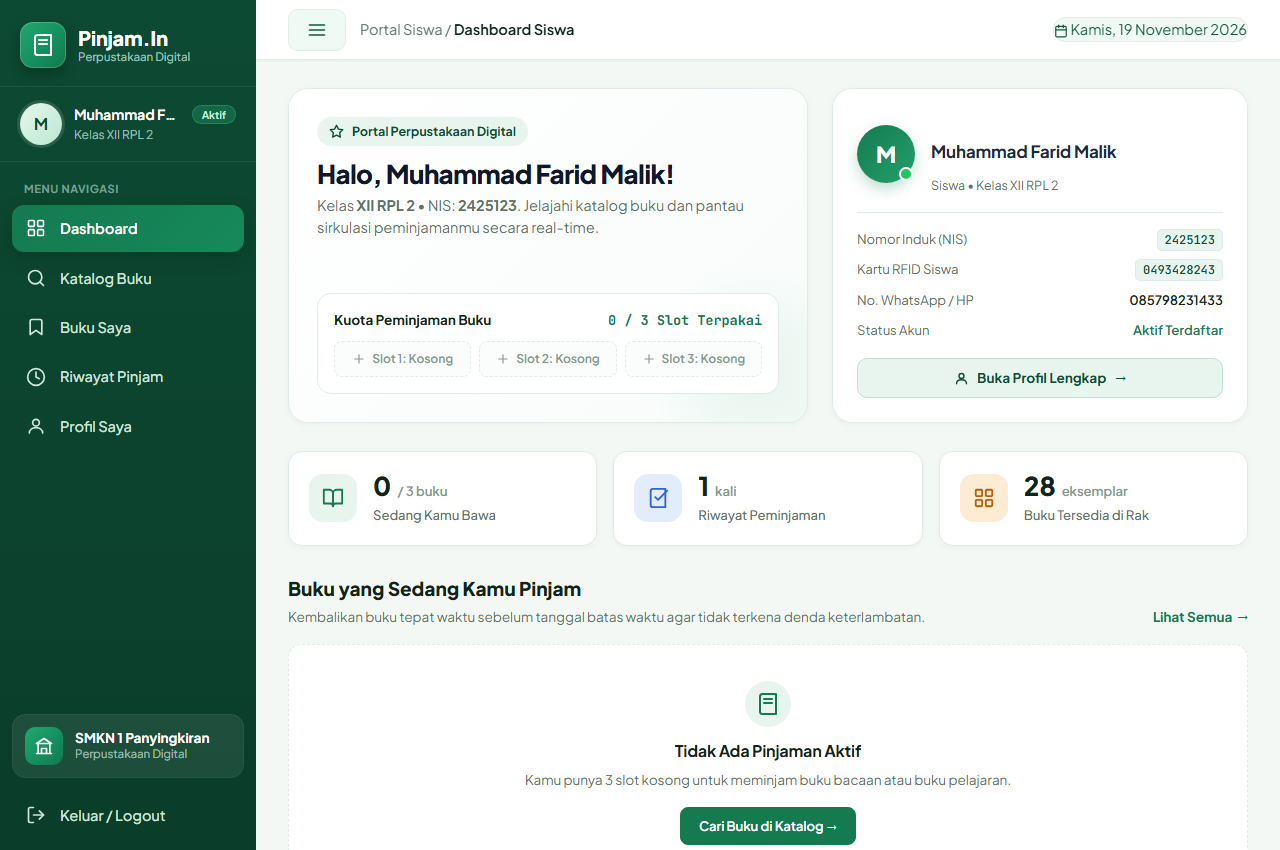 Pinjam.In
Perpustakaan Digital
M
Muhammad F...
Aktif
Kelas XII RPL 2
MENU NAVIGASI
Dashboard
Katalog Buku
Buku Saya
Riwayat Pinjam
Profil Saya
SMKN 1 Panyingkiran
Perpustakaan Digital
Keluar / Logout
Portal Siswa / Dashboard Siswa
Kamis, 19 November 2026
Portal Perpustakaan Digital
Halo, Muhammad Farid Malik!
Kelas XII RPL 2 • NIS: 2425123. Jelajahi katalog buku dan pantau
sirkulasi peminjamanmu secara real-time.
Kuota Peminjaman Buku
0 / 3 Slot Terpakai
+ Slot 1: Kosong
+ Slot 2: Kosong
+ Slot 3: Kosong
M
Muhammad Farid Malik
Siswa • Kelas XII RPL 2
Nomor Induk (NIS)
2425123
Kartu RFID Siswa
0493428243
No. WhatsApp / HP
085798231433
Status Akun
Aktif Terdaftar
Buka Profil Lengkap →
0 / 3 buku
Sedang Kamu Bawa
1 kali
Riwayat Peminjaman
28 eksemplar
Buku Tersedia di Rak
Buku yang Sedang Kamu Pinjam
Kembalikan buku tepat waktu sebelum tanggal batas waktu agar tidak terkena denda keterlambatan.
Lihat Semua →
Tidak Ada Pinjaman Aktif
Kamu punya 3 slot kosong untuk meminjam buku bacaan atau buku pelajaran.
Cari Buku di Katalog →